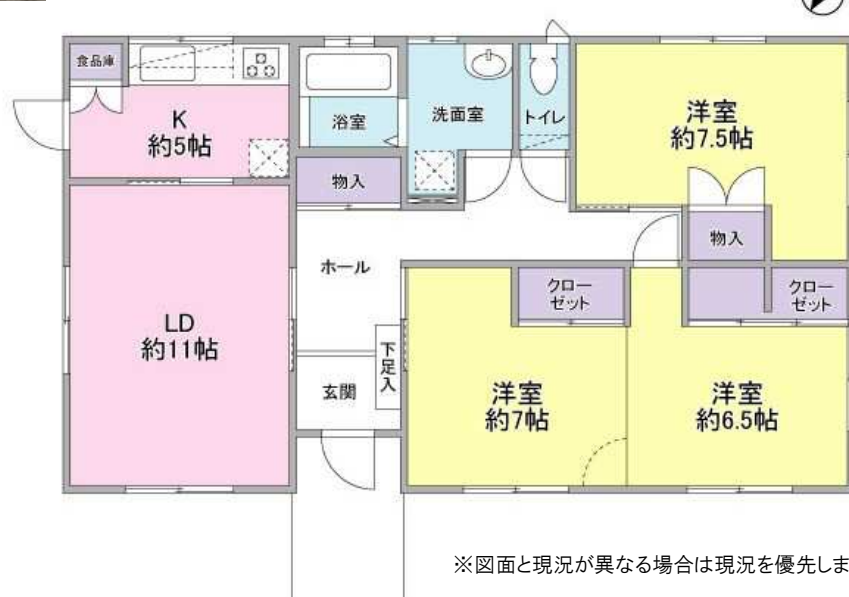 食品庫
K
約5帖
浴室
洗面室
トイレ
洋室
約7.5帖
物入
物入
ホール
クロー
ゼット
クロー
ゼット
LD
約11帖
下足入
玄関
洋室
約7帖
洋室
約6.5帖
※図面と現況が異なる場合は現況を優先しま